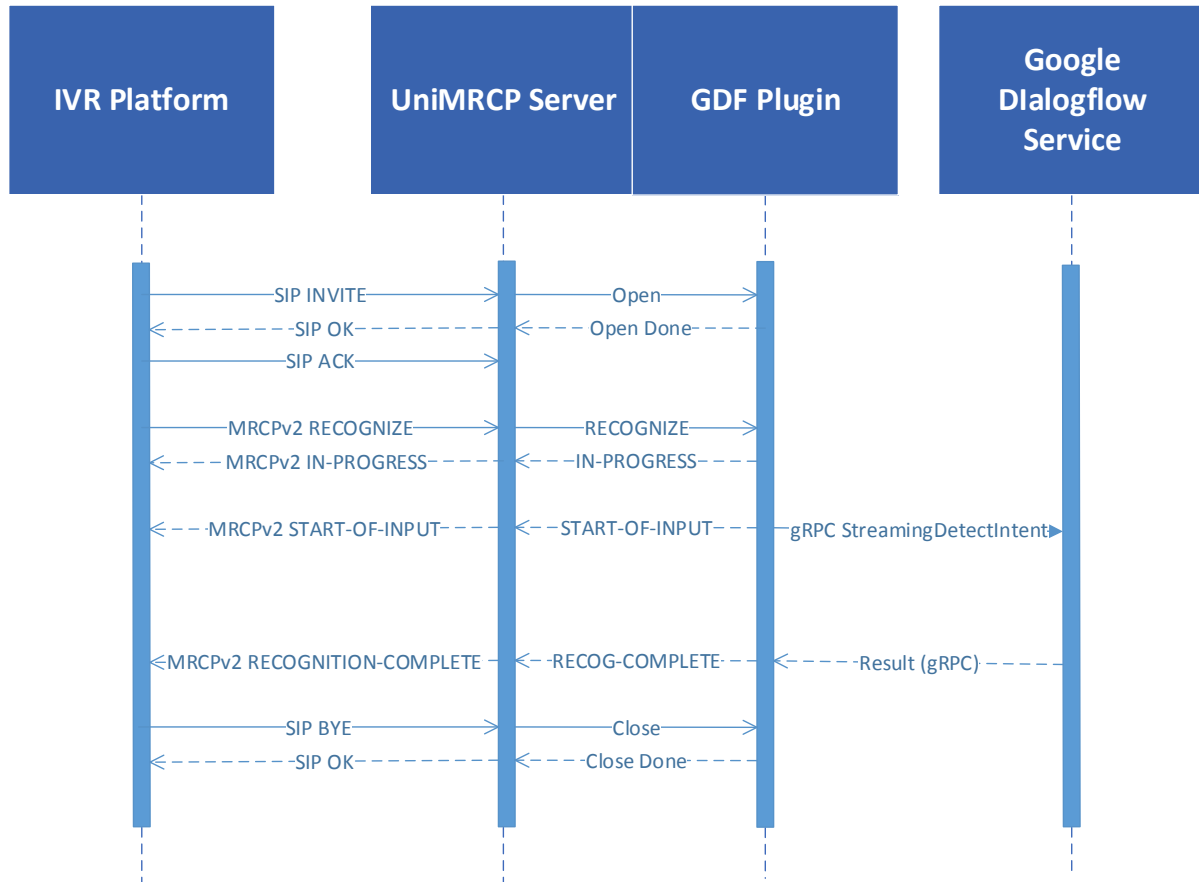 IVR Platform
UniMRCP Server
GDF Plugin
Google
DIalogflow
Service
SIP INVITE
Open
SIP OK
Open Done
SIP ACK
MRCPv2 RECOGNIZE
RECOGNIZE
MRCPv2 IN-PROGRESS
IN-PROGRESS
MRCPv2 START-OF-INPUT
START-OF-INPUT
gRPC StreamingDetectIntent
MRCPv2 RECOGNITION-COMPLETE
RECOG-COMPLETE
Result (gRPC)
SIP BYE
Close
SIP OK
Close Done